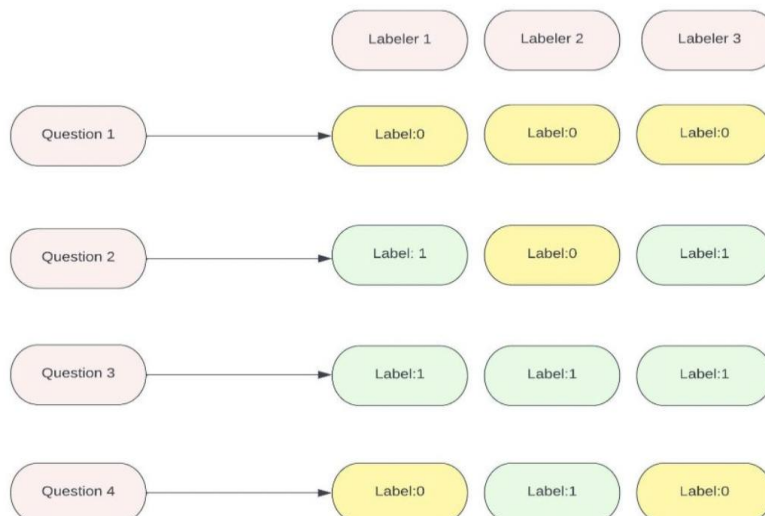 Labeler 1 Labeler 2 Labeler 3
Question 1 Label:0 Label:0 Label:0
Question 2 Label: 1 Label:0 Label:1
Question 3 Label:1 Label:1 Label:1
Question 4 Label:0 Label:1 Label:0